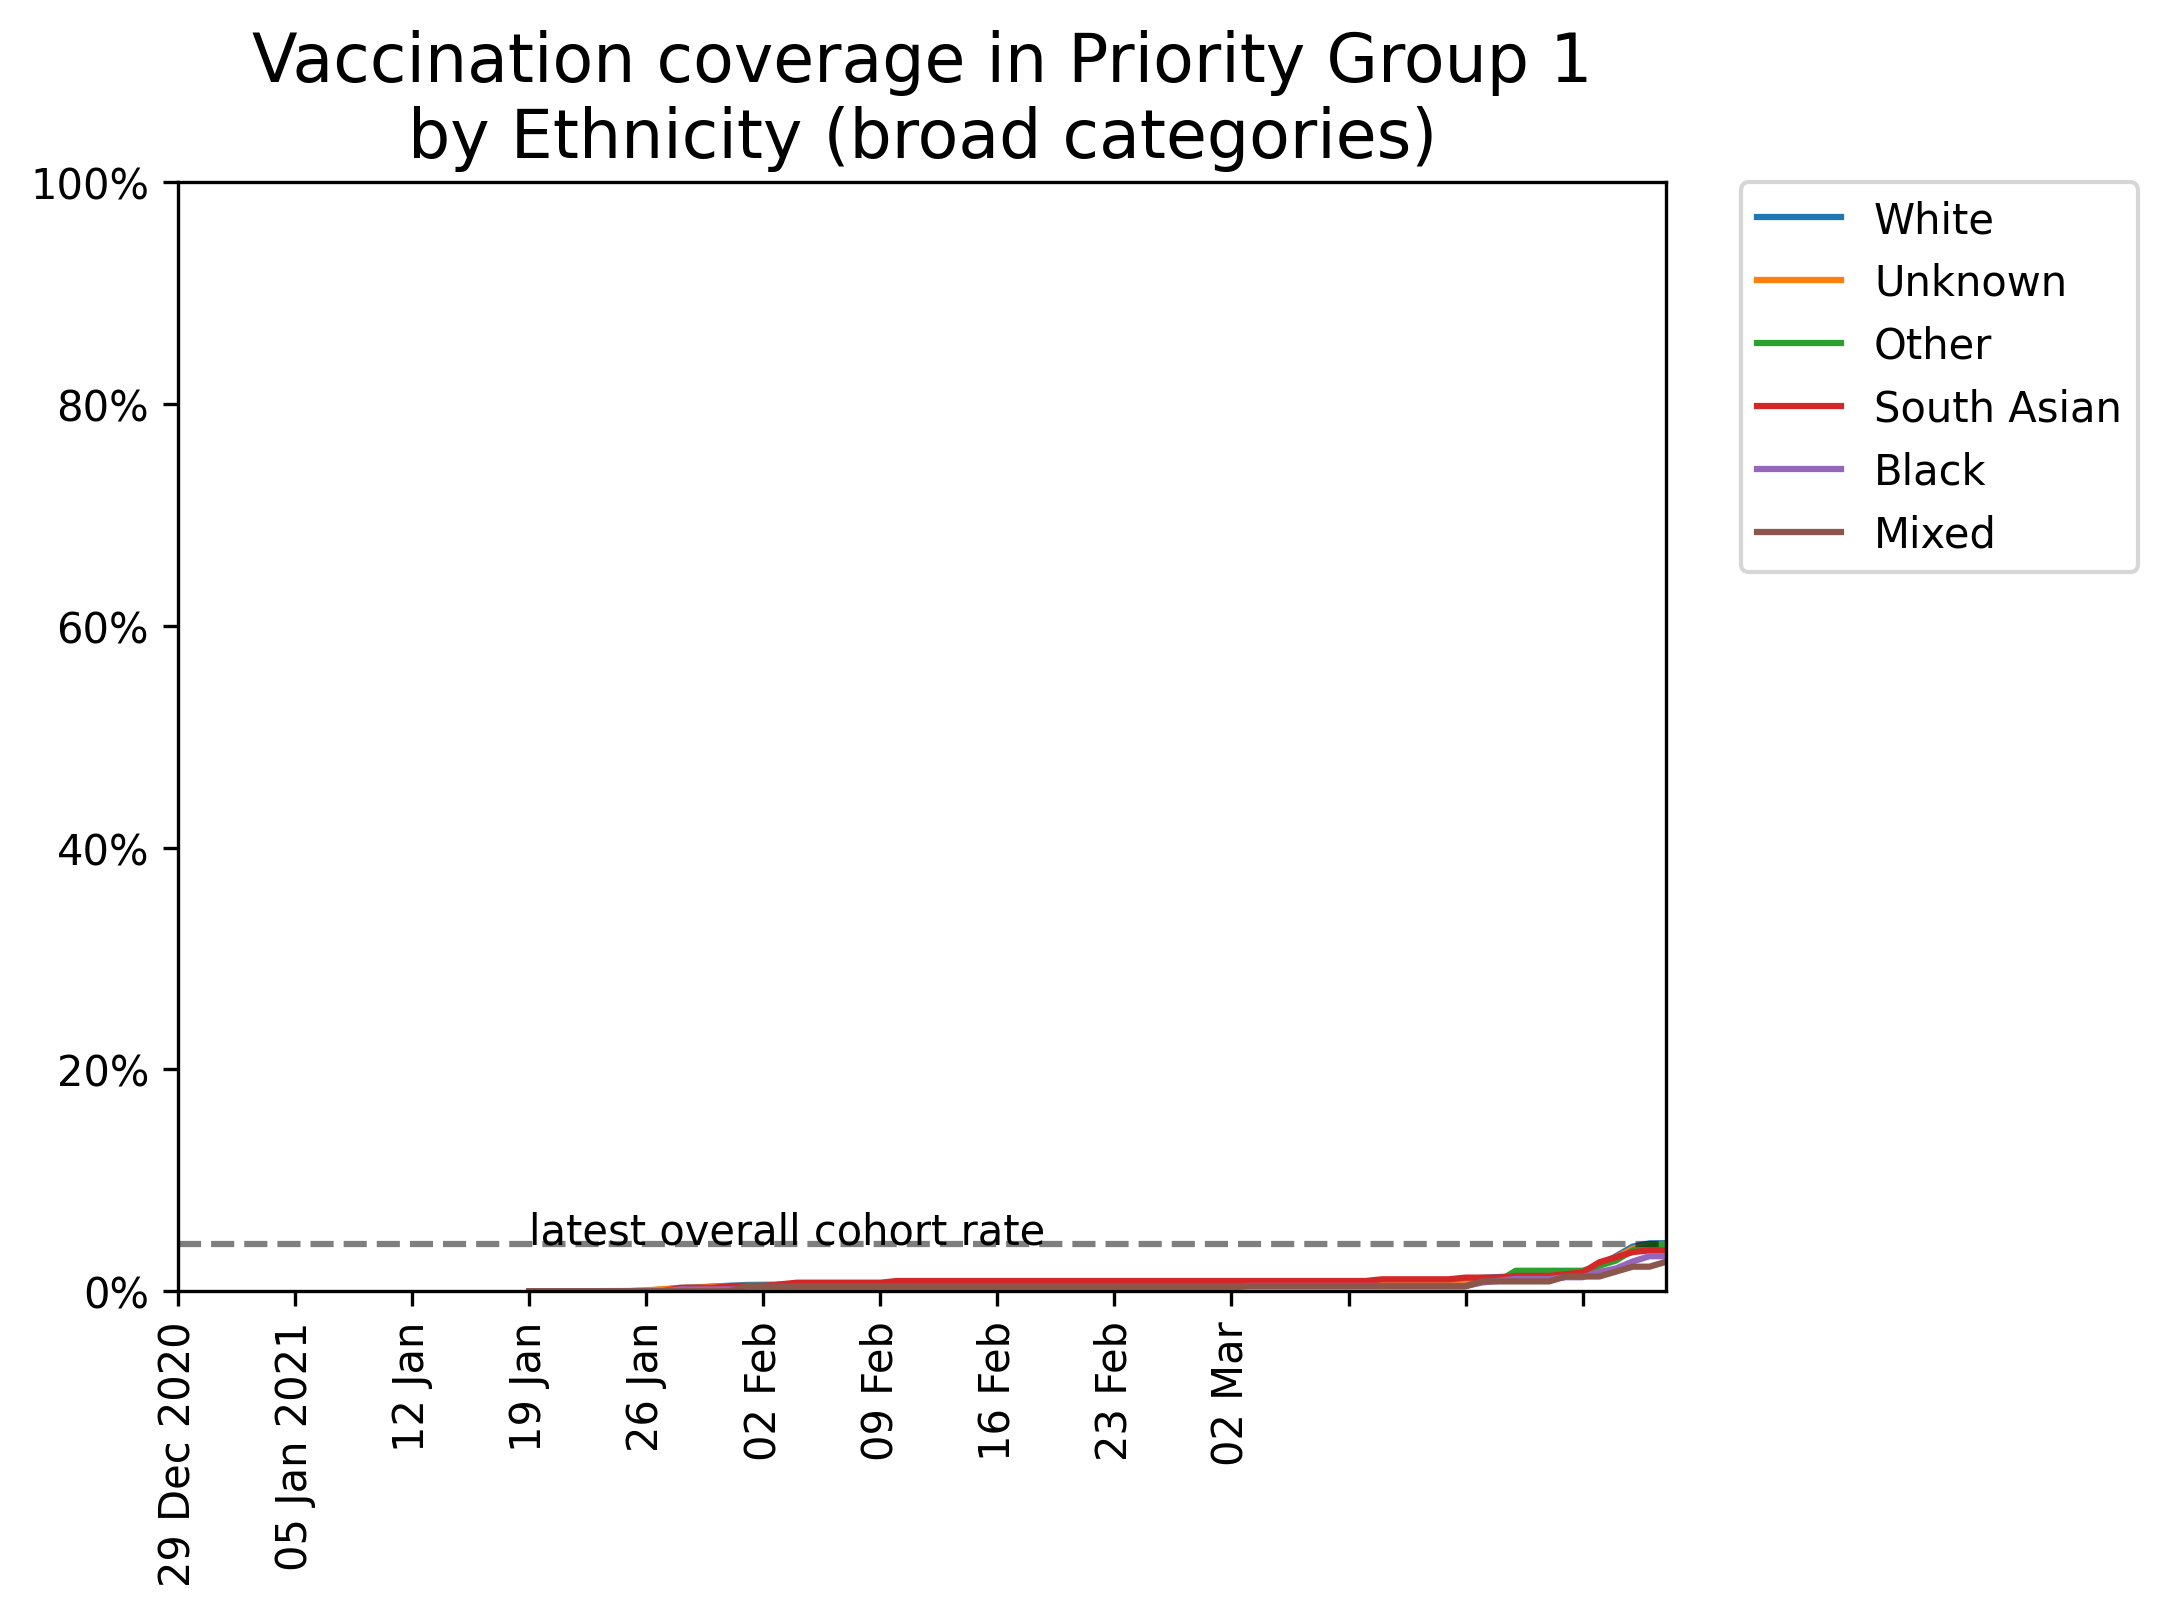 Vaccination coverage in Priority Group 1
by Ethnicity (broad categories)
100%
80%
60%
40%
20%
0%
latest overall cohort rate
29 Dec 2020
05 Jan 2021
12 Jan
19 Jan
26 Jan
02 Feb
09 Feb
16 Feb
23 Feb
02 Mar
White
Unknown
Other
South Asian
Black
Mixed